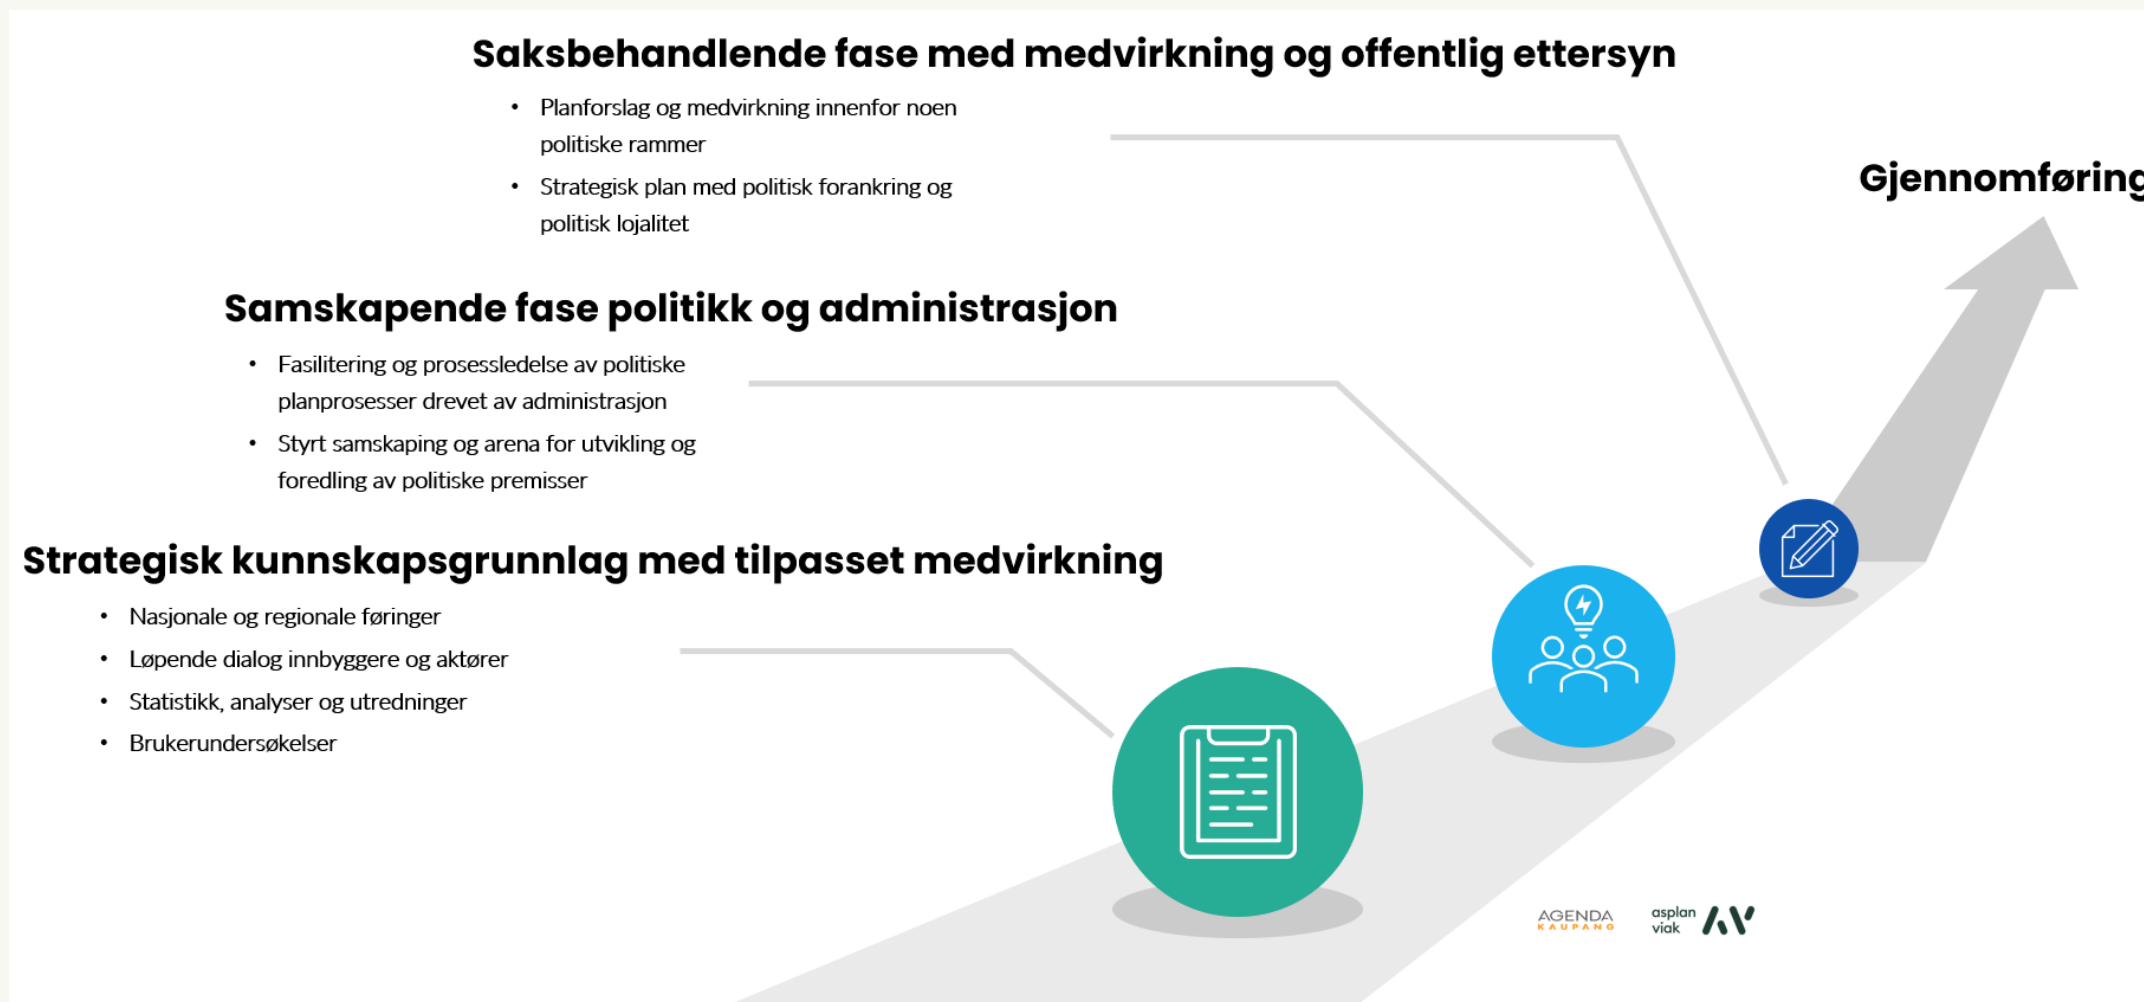 Saksbehandlende fase med medvirkning og offentlig ettersyn
• Planforslag og medvirkning innenfor noen
politiske rammer
• Strategisk plan med politisk forankring og
politisk lojalitet
Gjennomføring
Samskapende fase politikk og administrasjon
• Fasilitering og prosessledelse av politiske
planprosesser drevet av administrasjon
• Styrt samskaping og arena for utvikling og
foredling av politiske premisser
Strategisk kunnskapsgrunnlag med tilpasset medvirkning
• Nasjonale og regionale føringer
• Løpende dialog innbyggere og aktører
• Statistikk, analyser og utredninger
• Brukerundersøkelser
AGENDA
KAUPANG
asplan
viak